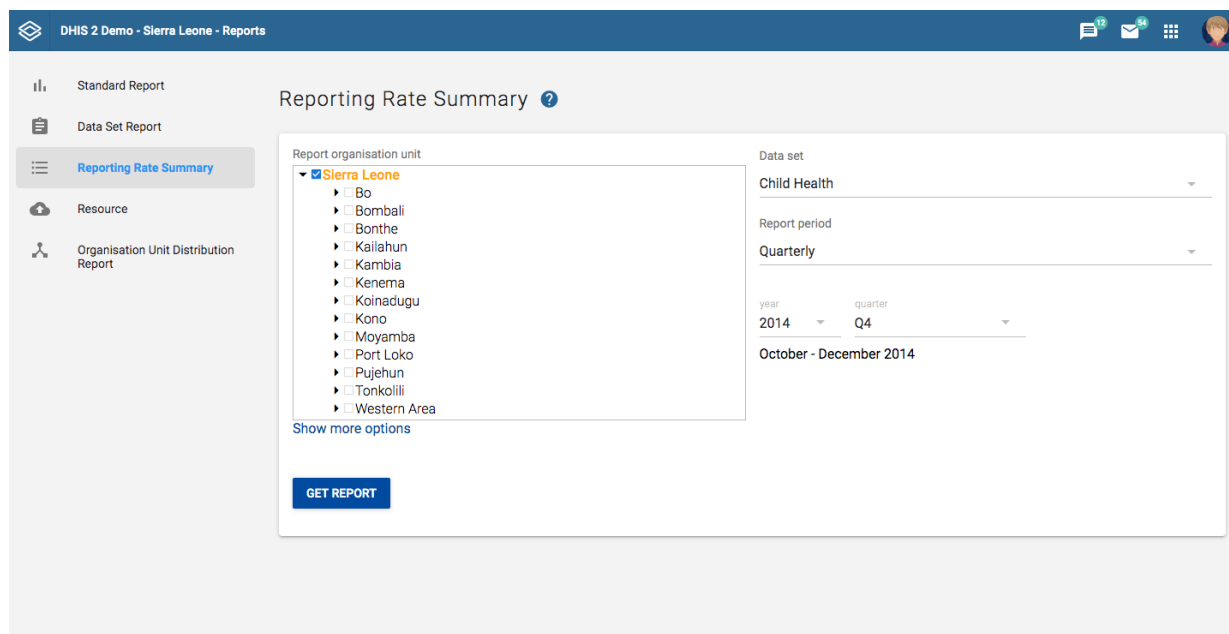 DHIS 2 Demo - Sierra Leone - Reports
12
54
Standard Report
Data Set Report
Reporting Rate Summary
Resource
Organisation Unit Distribution
Report
Reporting Rate Summary ?
Report organisation unit
Sierra Leone
Bo
Bombali
Bonthe
Kailahun
Kambia
Kenema
Koinadugu
Kono
Moyamba
Port Loko
Pujehun
Tonkolili
Western Area
Show more options
GET REPORT
Data set
Child Health
Report period
Quarterly
year quarter
2014 Q4
October - December 2014